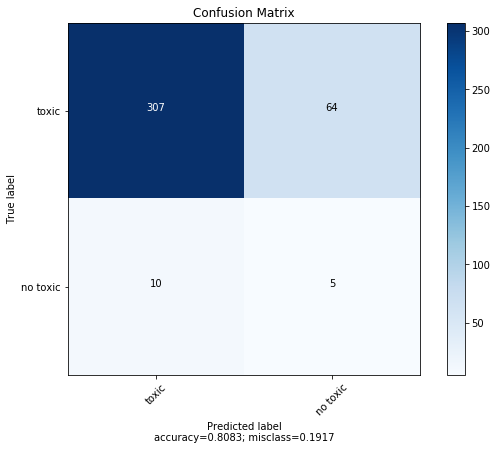 Confusion Matrix
toxic
307
64
no toxic
10
5
True label
300
250
200
150
100
50
toxic
no toxic
Predicted label
accuracy=0.8083; misclass=0.1917